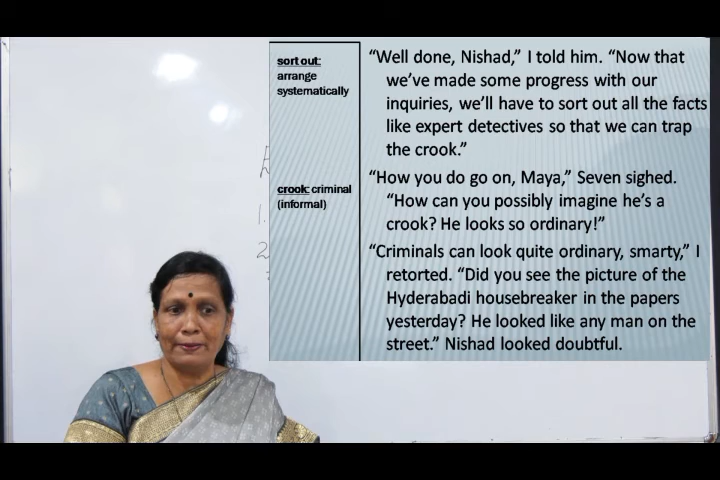 sort out:
arrange
systematically
crook: criminal
(informal)
“Well done, Nishad,” I told him. “Now that
we’ve made some progress with our
inquiries, we’ll have to sort out all the facts
like expert detectives so that we can trap
the crook.”
“How you do go on, Maya,” Seven sighed.
“How can you possibly imagine he’s a
crook? He looks so ordinary!”
“Criminals can look quite ordinary, smarty,” I
retorted. “Did you see the picture of the
Hyderabadi housebreaker in the papers
yesterday? He looked like any man on the
street.” Nishad looked doubtful.
1.
2